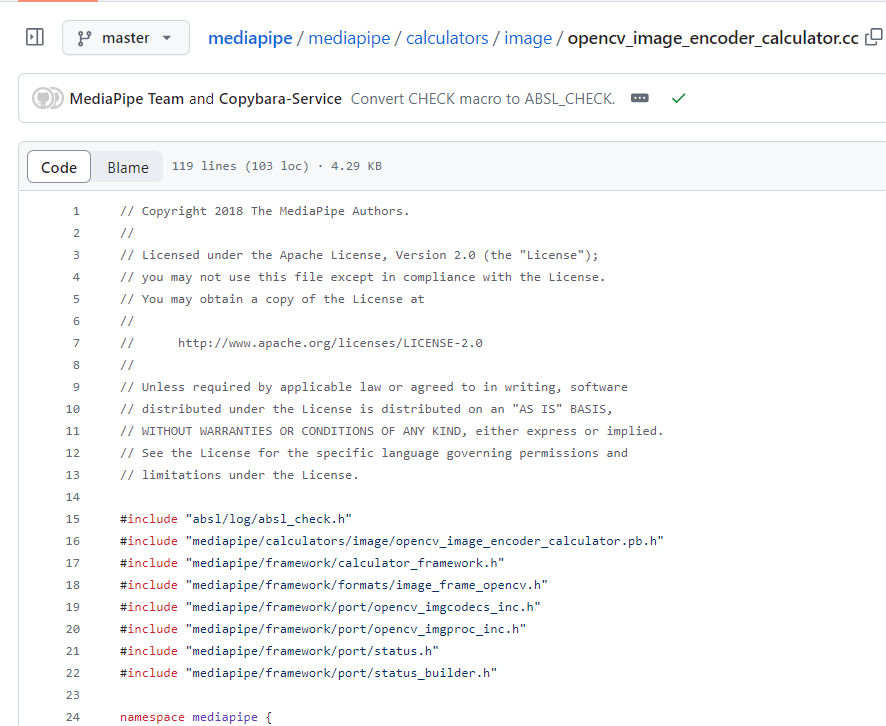 master mediapipe / mediapipe / calculators / image / opencv_image_encoder_calculator.cc
MediaPipe Team and Copybara-Service Convert CHECK macro to ABSL_CHECK.
Code Blame 119 lines (103 loc) · 4.29 KB
1 // Copyright 2018 The MediaPipe Authors.
2 //
3 // Licensed under the Apache License, Version 2.0 (the "License");
4 // you may not use this file except in compliance with the License.
5 // You may obtain a copy of the License at
6 //
7 //      http://www.apache.org/licenses/LICENSE-2.0
8 //
9 // Unless required by applicable law or agreed to in writing, software
10 // distributed under the License is distributed on an "AS IS" BASIS,
11 // WITHOUT WARRANTIES OR CONDITIONS OF ANY KIND, either express or implied.
12 // See the License for the specific language governing permissions and
13 // limitations under the License.
14
15 #include "absl/log/absl_check.h"
16 #include "mediapipe/calculators/image/opencv_image_encoder_calculator.pb.h"
17 #include "mediapipe/framework/calculator_framework.h"
18 #include "mediapipe/framework/formats/image_frame_opencv.h"
19 #include "mediapipe/framework/port/opencv_imgcodecs_inc.h"
20 #include "mediapipe/framework/port/opencv_imgproc_inc.h"
21 #include "mediapipe/framework/port/status.h"
22 #include "mediapipe/framework/port/status_builder.h"
23
24 namespace mediapipe {